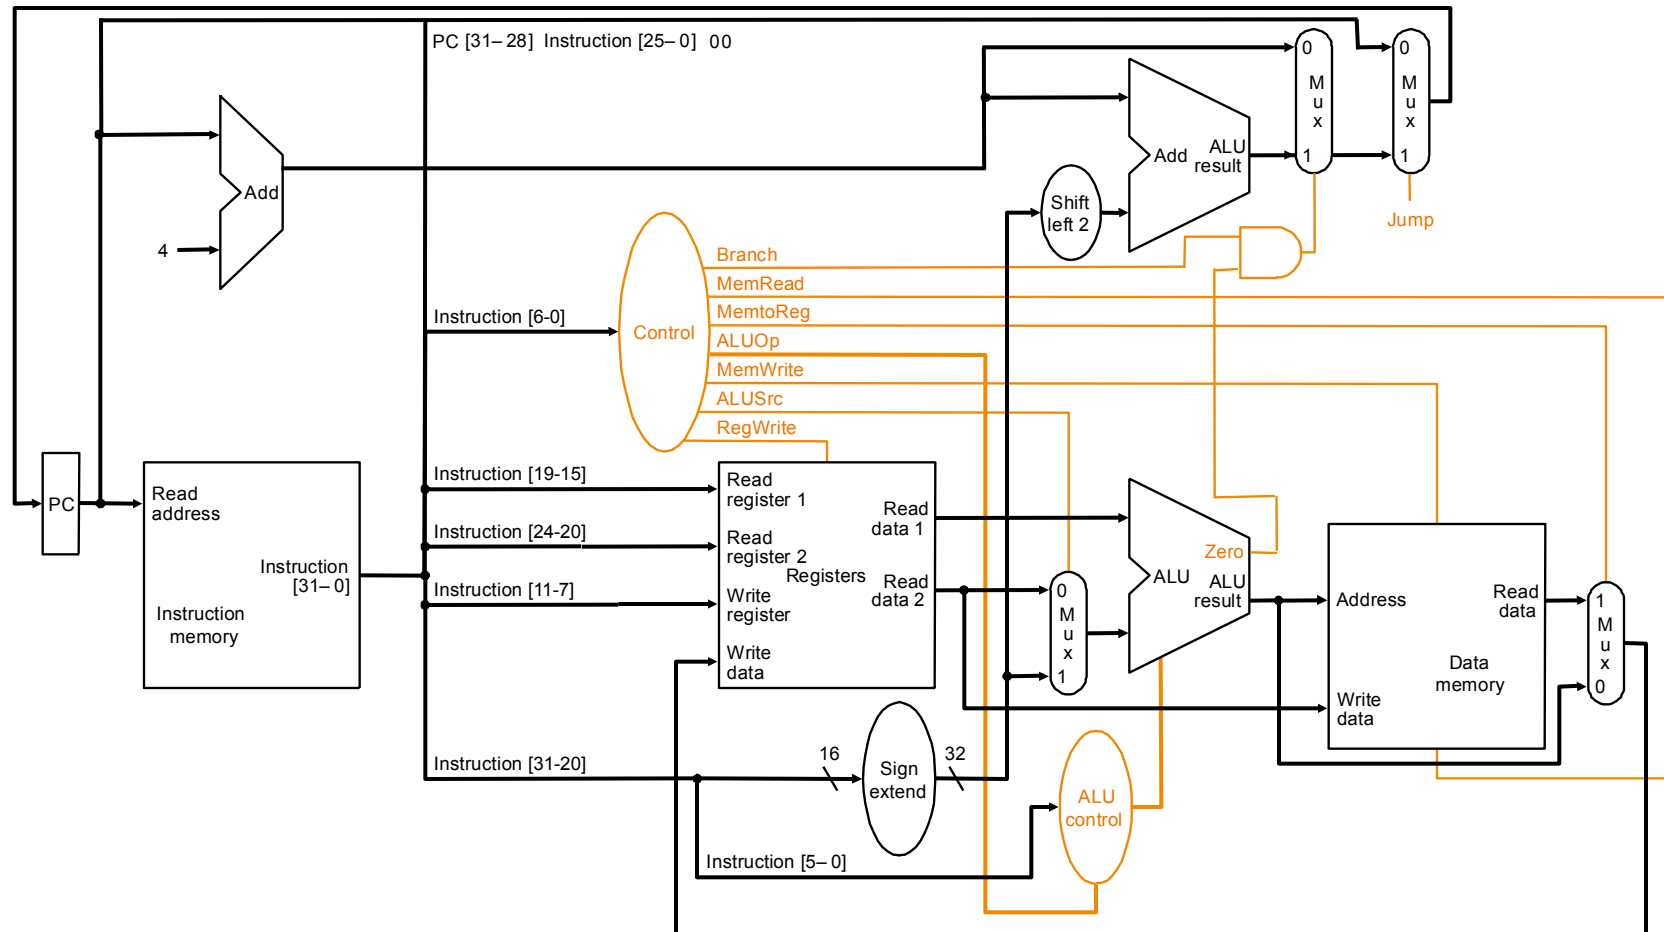 PC [31–28] Instruction [25–0] 00
0
M
u
x
1
0
M
u
x
1
Add
ALU
result
Add
Shift
left 2
4
Jump
Branch
MemRead
MemtoReg
ALUOp
MemWrite
ALUSrc
RegWrite
Control
Instruction [6-0]
Instruction [19-15]
Instruction [24-20]
Instruction [11-7]
PC
Read
address
Instruction
[31–0]
Instruction
memory
Read
register 1
Read
register 2
Registers
Write
register
Write
data
Read
data 1
Read
data 2
0
M
u
x
1
Zero
ALU
ALU
result
Address
Read
data
Data
memory
Write
data
1
M
u
x
0
Instruction [31-20]
16
Sign
extend
32
ALU
control
Instruction [5–0]